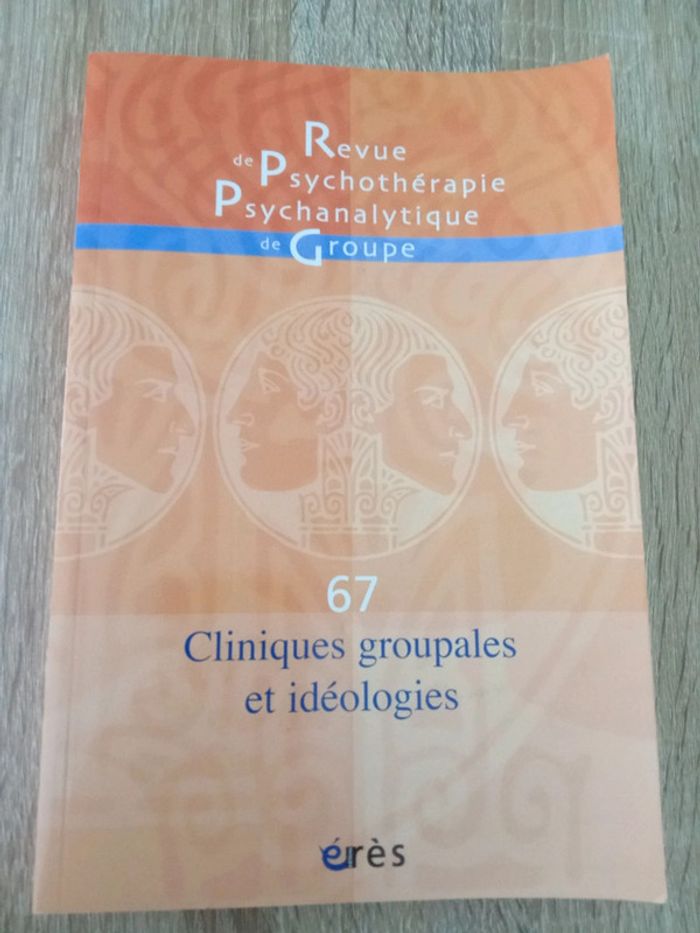 Revue
de Psychothérapie
Psychanalytique
de Groupe
67
Cliniques groupales
et idéologies
érès